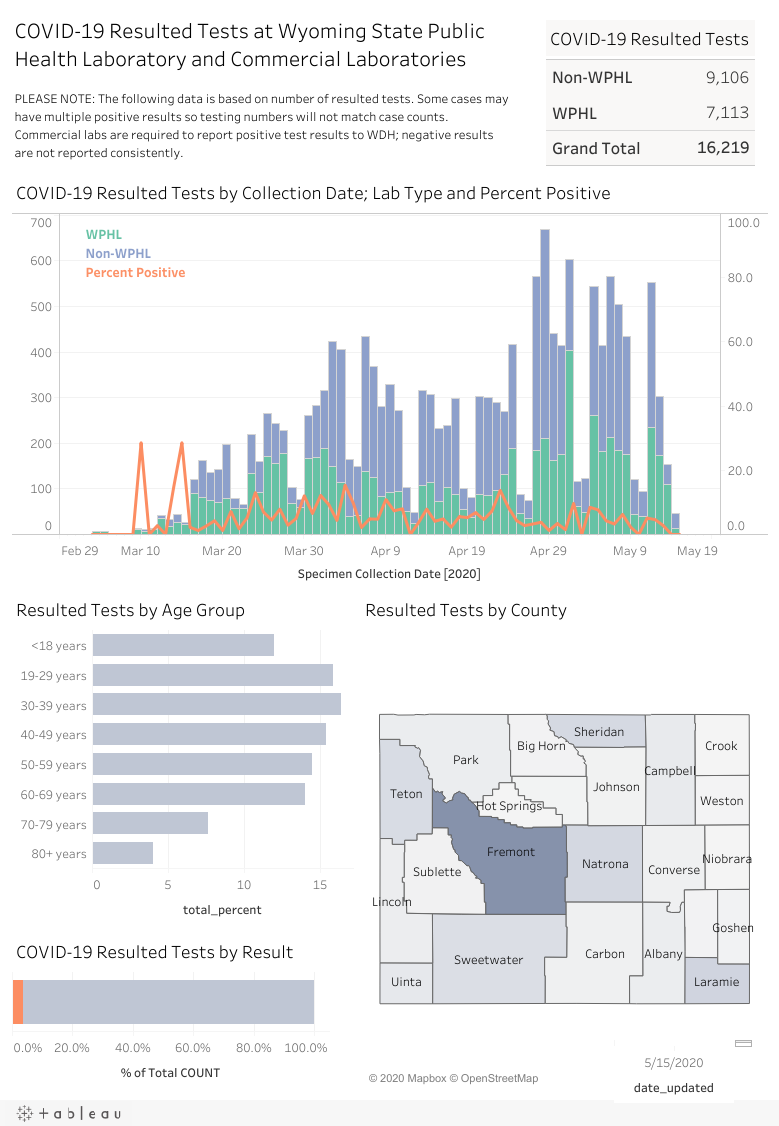 COVID-19 Resulted Tests at Wyoming State Public
Health Laboratory and Commercial Laboratories
PLEASE NOTE: The following data is based on number of resulted tests. Some cases may
have multiple positive results so testing numbers will not match case counts.
Commercial labs are required to report positive test results to WDH; negative results
are not reported consistently.
COVID-19 Resulted Tests
Non-WPHL 9,106
WPHL 7,113
Grand Total 16,219
COVID-19 Resulted Tests by Collection Date; Lab Type and Percent Positive
WPHL
Non-WPHL
Percent Positive
700
600
500
400
300
200
100
0
100.0
80.0
60.0
40.0
20.0
0.0
Feb 29 Mar 10 Mar 20 Mar 30 Apr 9 Apr 19 Apr 29 May 9 May 19
Specimen Collection Date [2020]
Resulted Tests by Age Group
<18 years
19-29 years
30-39 years
40-49 years
50-59 years
60-69 years
70-79 years
80+ years
0 5 10 15
total_percent
COVID-19 Resulted Tests by Result
0.0% 20.0% 40.0% 60.0% 80.0% 100.0%
% of Total COUNT
Resulted Tests by County
Sheridan
Big Horn
Crook
Park
Campbell
Johnson
Teton
Weston
Hot Springs
Fremont
Niobrara
Natrona
Converse
Sublette
Lincoln
Goshen
Carbon
Albany
Sweetwater
Uinta
Laramie
© 2020 Mapbox © OpenStreetMap
5/15/2020
date_updated
tableau